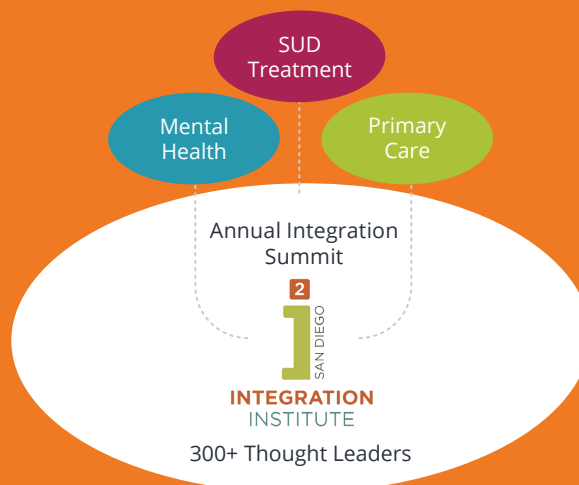 SUD
Treatment
Mental
Health
Primary
Care
Annual Integration
Summit
2
SAN DIEGO
INTEGRATION
INSTITUTE
300+ Thought Leaders